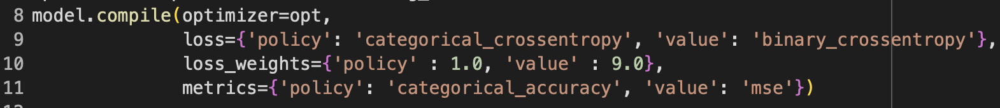 8 model.compile(optimizer=opt,
9 loss={'policy': 'categorical_crossentropy', 'value': 'binary_crossentropy'},
10 loss_weights={'policy' : 1.0, 'value' : 9.0},
11 metrics={'policy': 'categorical_accuracy', 'value': 'mse'})